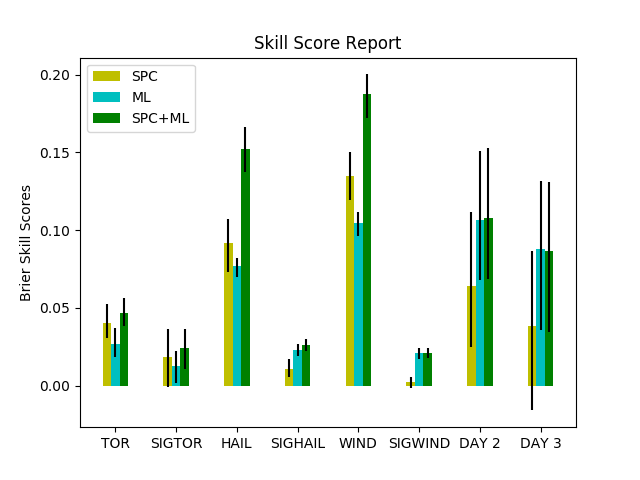 Skill Score Report
SPC
ML
SPC+ML
Brier Skill Scores
0.20
0.15
0.10
0.05
0.00
TOR SIGTOR HAIL SIGHAIL WIND SIGWIND DAY 2 DAY 3